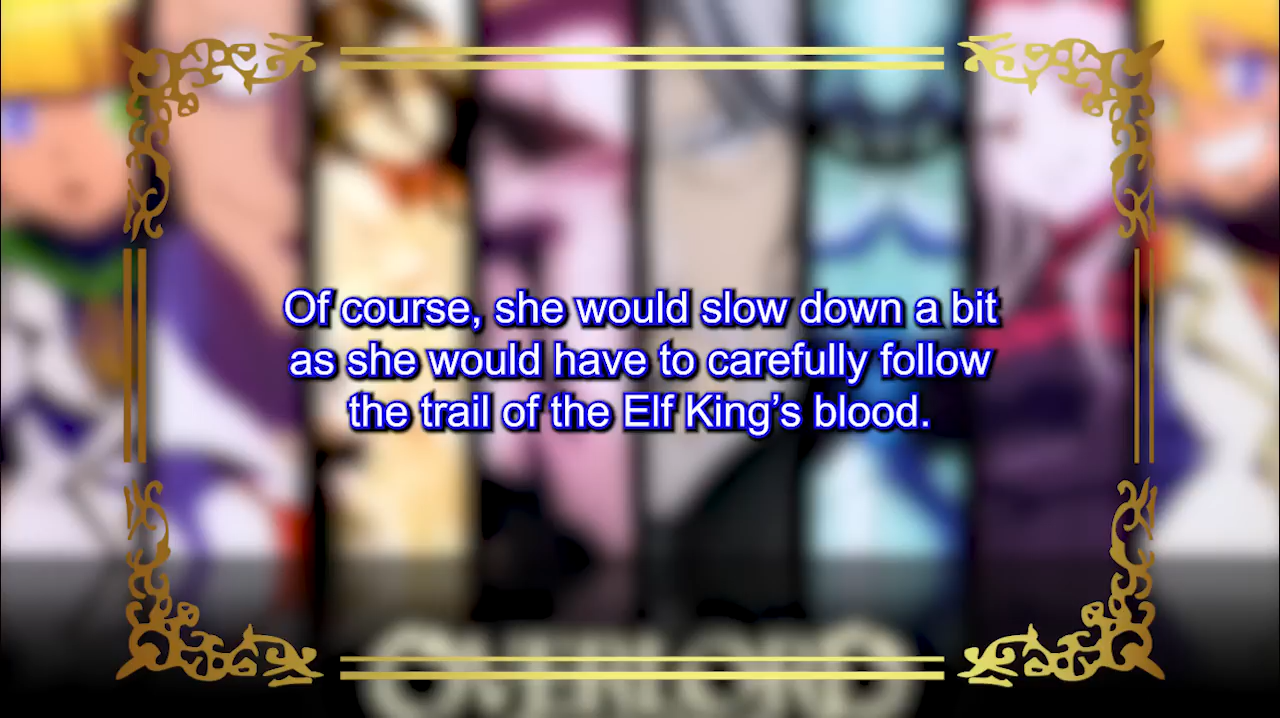 Of course, she would slow down a bit
as she would have to carefully follow
the trail of the Elf King’s blood.
OVERLORD